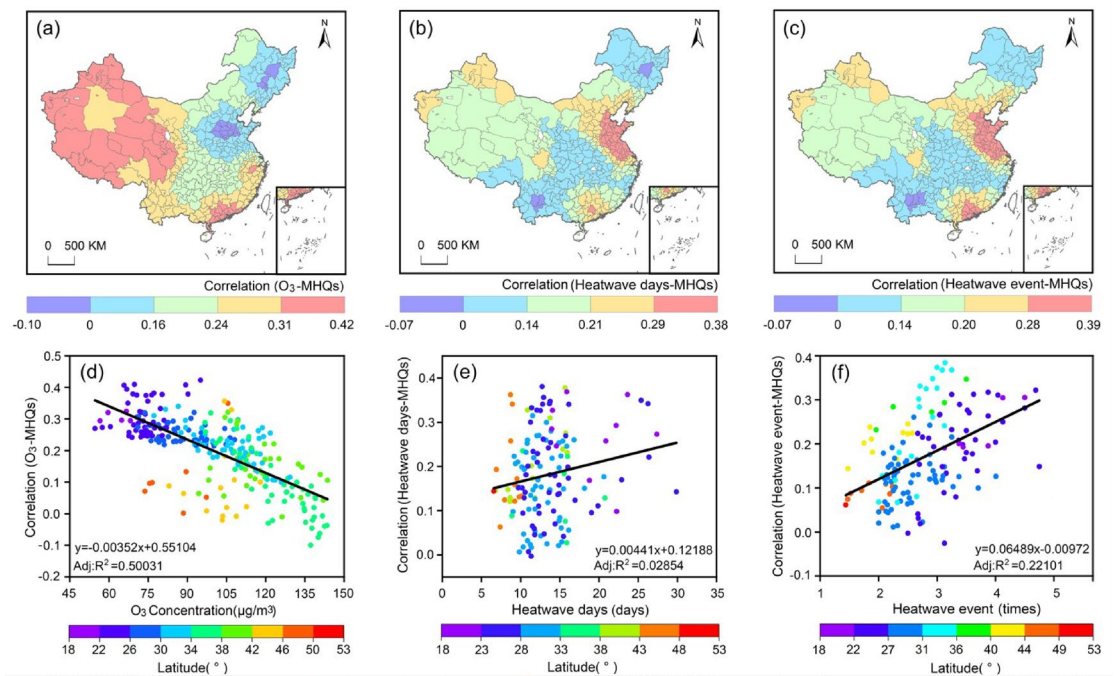 (a)
N
0 500 KM
Correlation (O₃-MHQs)
-0.10 0 0.16 0.24 0.31 0.42
(b)
N
0 500 KM
Correlation (Heatwave days-MHQs)
-0.07 0 0.14 0.21 0.29 0.38
(c)
N
0 500 KM
Correlation (Heatwave event-MHQs)
-0.07 0 0.14 0.20 0.28 0.39
(d)
Correlation (O₃-MHQs)
0.5
0.4
0.3
0.2
0.1
0.0
-0.1
-0.2
y=-0.00352x+0.55104
Adj:R²=0.50031
45 60 75 90 105 120 135 150
O₃ Concentration(μg/m³)
18 22 26 30 34 38 42 46 50 53
Latitude( ° )
(e)
Correlation (Heatwave days-MHQs)
0.4
0.3
0.2
0.1
0.0
y=0.00441x+0.12188
Adj:R²=0.02854
0 5 10 15 20 25 30 35
Heatwave days (days)
18 23 28 33 38 43 48 53
Latitude( ° )
(f)
Correlation (Heatwave event-MHQs)
0.4
0.3
0.2
0.1
0.0
-0.1
y=0.06489x-0.00972
Adj:R²=0.22101
1 2 3 4 5
Heatwave event (times)
18 22 27 31 36 40 44 49 53
Latitude( ° )